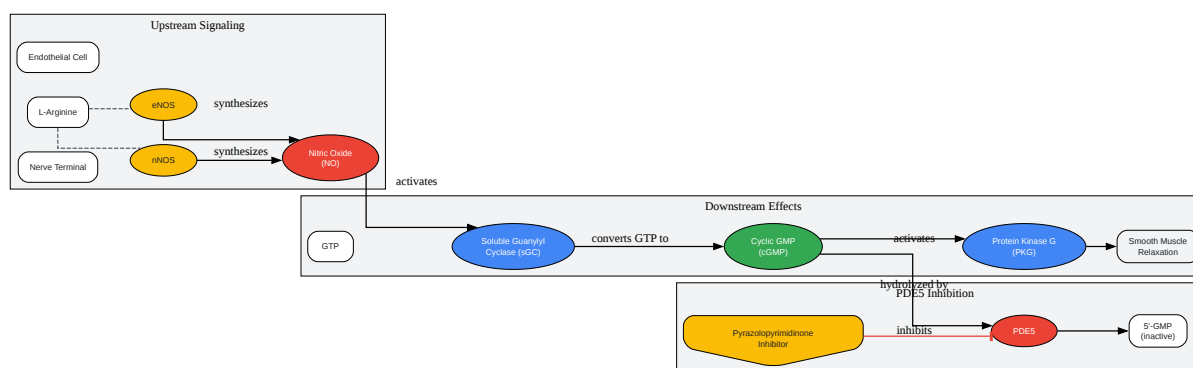 Upstream Signaling
Endothelial Cell
L-Arginine
eNOS
synthesizes
Nerve Terminal
nNOS
synthesizes
Nitric Oxide
(NO)
activates
Downstream Effects
GTP
Soluble Guanylyl
Cyclase (sGC)
converts GTP to
Cyclic GMP
(cGMP)
activates
Protein Kinase G
(PKG)
Smooth Muscle
Relaxation
hydrolyzed by
PDE5 Inhibition
Pyrazolopyrimidinone
Inhibitor
inhibits
PDE5
5'-GMP
(inactive)